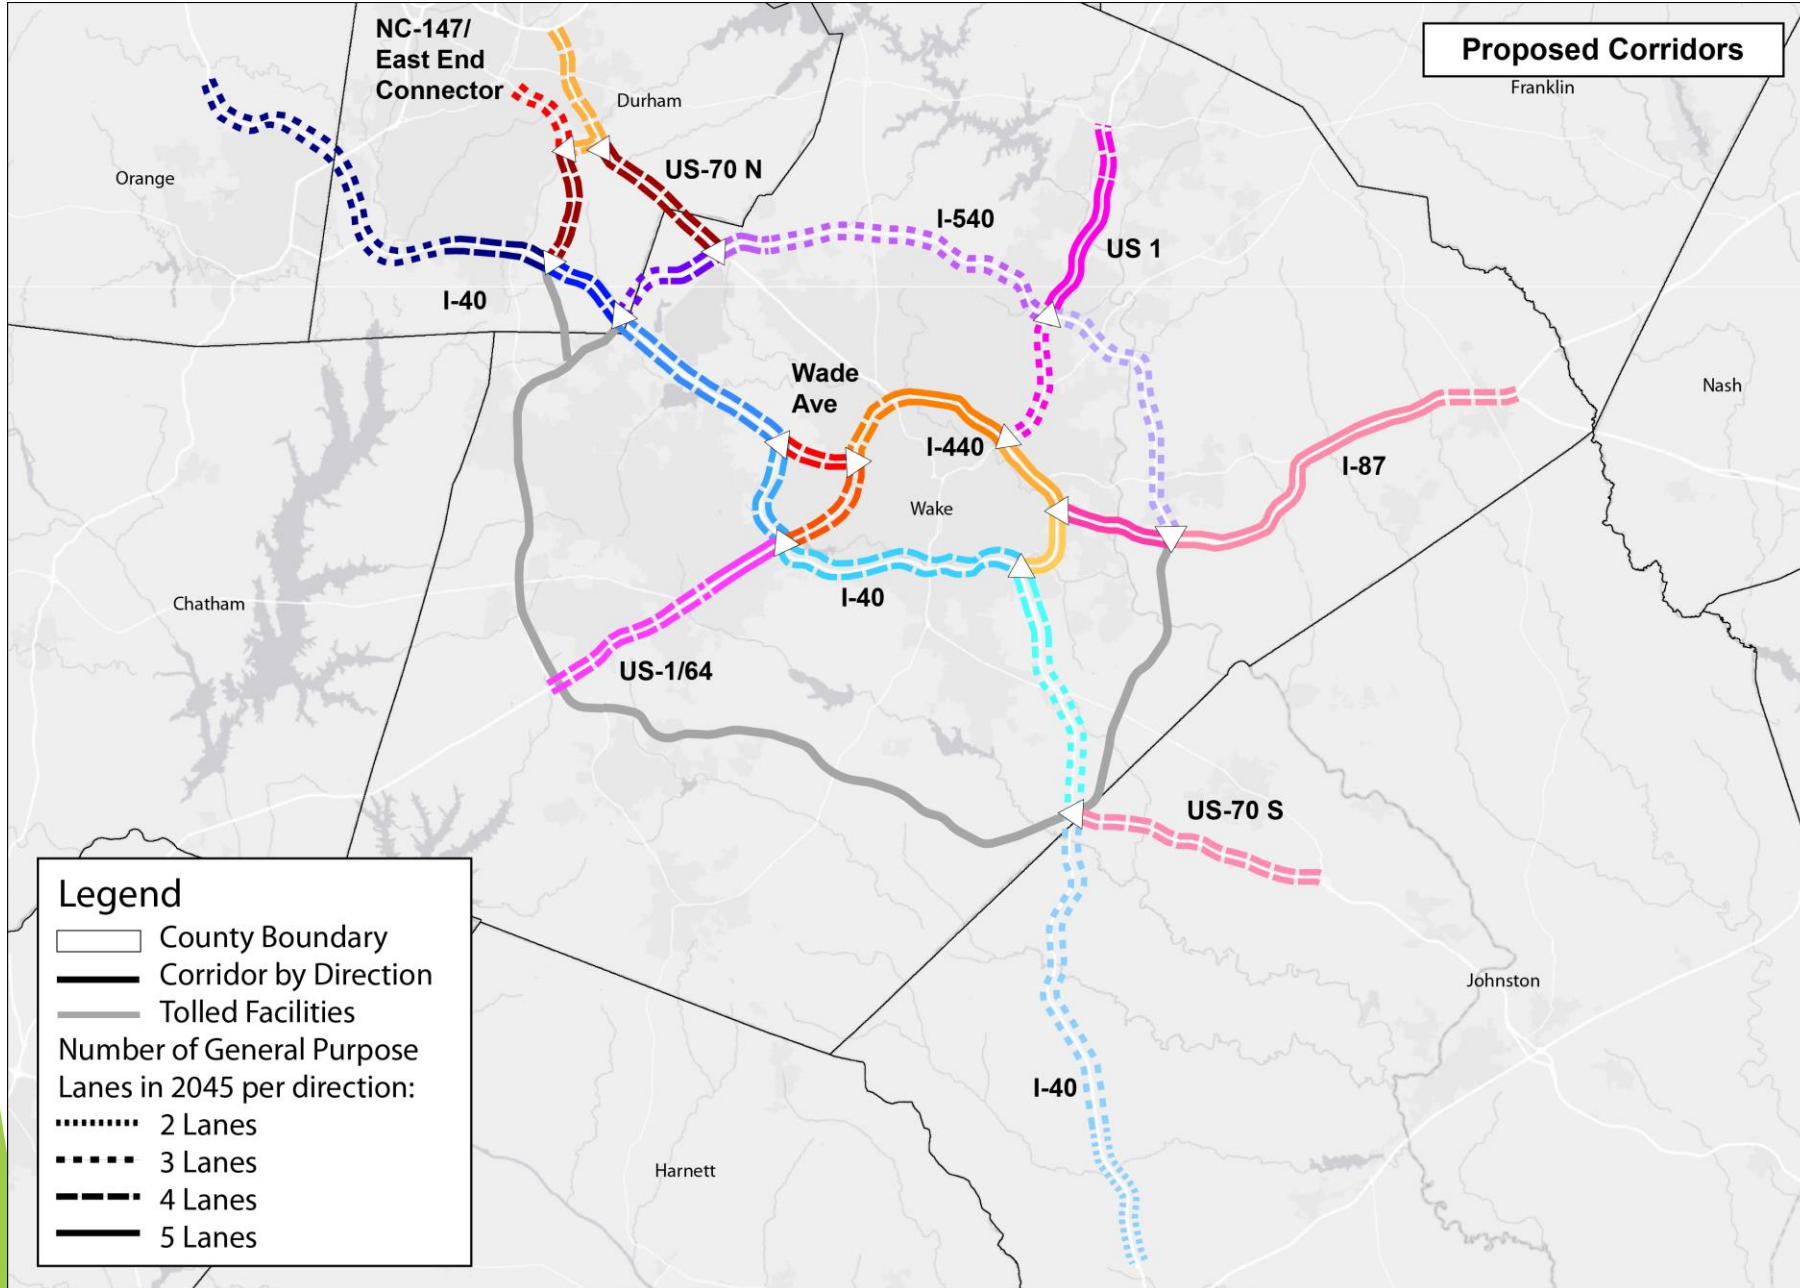 Proposed Corridors
NC-147/
East End
Connector
Durham
Franklin
US-70 N
Orange
I-540
US 1
I-40
Wade
Ave
Nash
I-440
I-87
Wake
I-40
Chatham
US-1/64
US-70 S
Johnston
I-40
Harnett
Legend
County Boundary
Corridor by Direction
Tolled Facilities
Number of General Purpose
Lanes in 2045 per direction:
2 Lanes
3 Lanes
4 Lanes
5 Lanes